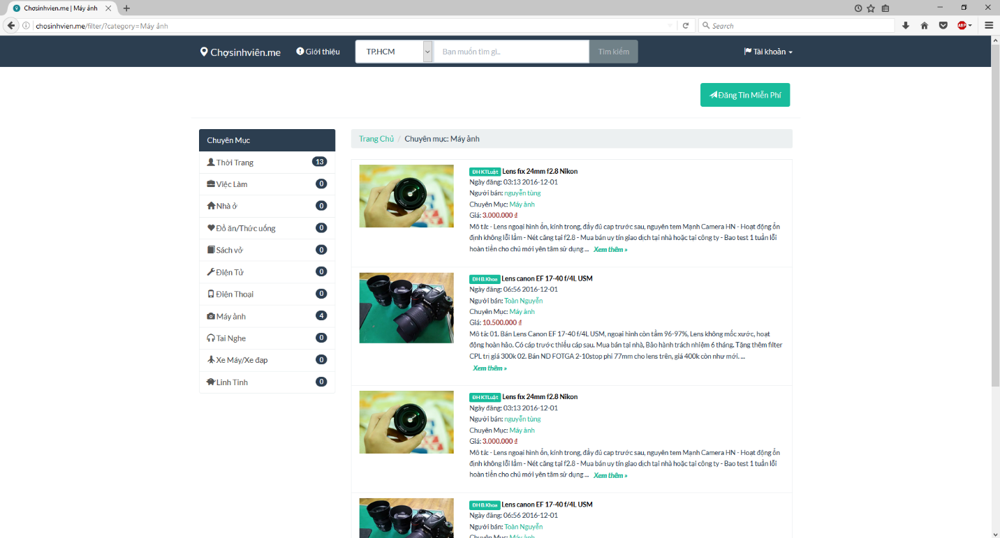 Chợsinhvien.me | Máy ảnh
chosinhvien.me/filter/?category=Máy ảnh
Search
ABP
Chợsinhviên.me
Giới thiệu
TP.HCM
Bạn muốn tìm gì..
Tìm kiếm
Tài khoản
Đăng Tin Miễn Phí
Chuyên Mục
Thời Trang 13
Việc Làm 0
Nhà ở 0
Đồ ăn/Thức uống 0
Sách vở 0
Điện Tử 0
Điện Thoại 0
Máy ảnh 4
Tai Nghe 0
Xe Máy/Xe đạp 0
Linh Tinh 0
Trang Chủ / Chuyên mục: Máy ảnh
ĐH KTLuật Lens fix 24mm f2.8 Nikon
Ngày đăng: 03:13 2016-12-01
Người bán: nguyễn tùng
Chuyên Mục: Máy ảnh
Giá: 3.000.000 ₫
Mô tả: - Lens ngoại hình ổn, kính trong, đầy đủ cap trước sau, nguyên tem Mạnh Camera HN - Hoạt động ổn
định không lỗi lầm - Nét căng tại f2.8 - Mua bán uy tín giao dịch tại nhà hoặc tại công ty - Bao test 1 tuần lỗi
hoàn tiền cho chủ mới yên tâm sử dụng ... Xem thêm »
ĐH B.Khoa Lens canon EF 17-40 f/4L USM
Ngày đăng: 06:56 2016-12-01
Người bán: Toàn Nguyễn
Chuyên Mục: Máy ảnh
Giá: 10.500.000 ₫
Mô tả: 01. Bán Lens Canon EF 17-40 f/4L USM, ngoại hình còn tầm 96-97%, Lens không mốc xước, hoạt
động hoàn hảo. Có cáp trước thiếu cáp sau. Mua bán tại nhà, Bảo hành trách nhiệm 6 tháng. Tặng thêm filter
CPL trị giá 300k 02. Bán ND FOTGA 2-10stop phi 77mm cho lens trên, giá 400k còn như mới. ...
Xem thêm »
ĐH KTLuật Lens fix 24mm f2.8 Nikon
Ngày đăng: 03:13 2016-12-01
Người bán: nguyễn tùng
Chuyên Mục: Máy ảnh
Giá: 3.000.000 ₫
Mô tả: - Lens ngoại hình ổn, kính trong, đầy đủ cap trước sau, nguyên tem Mạnh Camera HN - Hoạt động ổn
định không lỗi lầm - Nét căng tại f2.8 - Mua bán uy tín giao dịch tại nhà hoặc tại công ty - Bao test 1 tuần lỗi
hoàn tiền cho chủ mới yên tâm sử dụng ... Xem thêm »
ĐH B.Khoa Lens canon EF 17-40 f/4L USM
Ngày đăng: 06:56 2016-12-01
Người bán: Toàn Nguyễn
Chuyên Mục: Máy ảnh